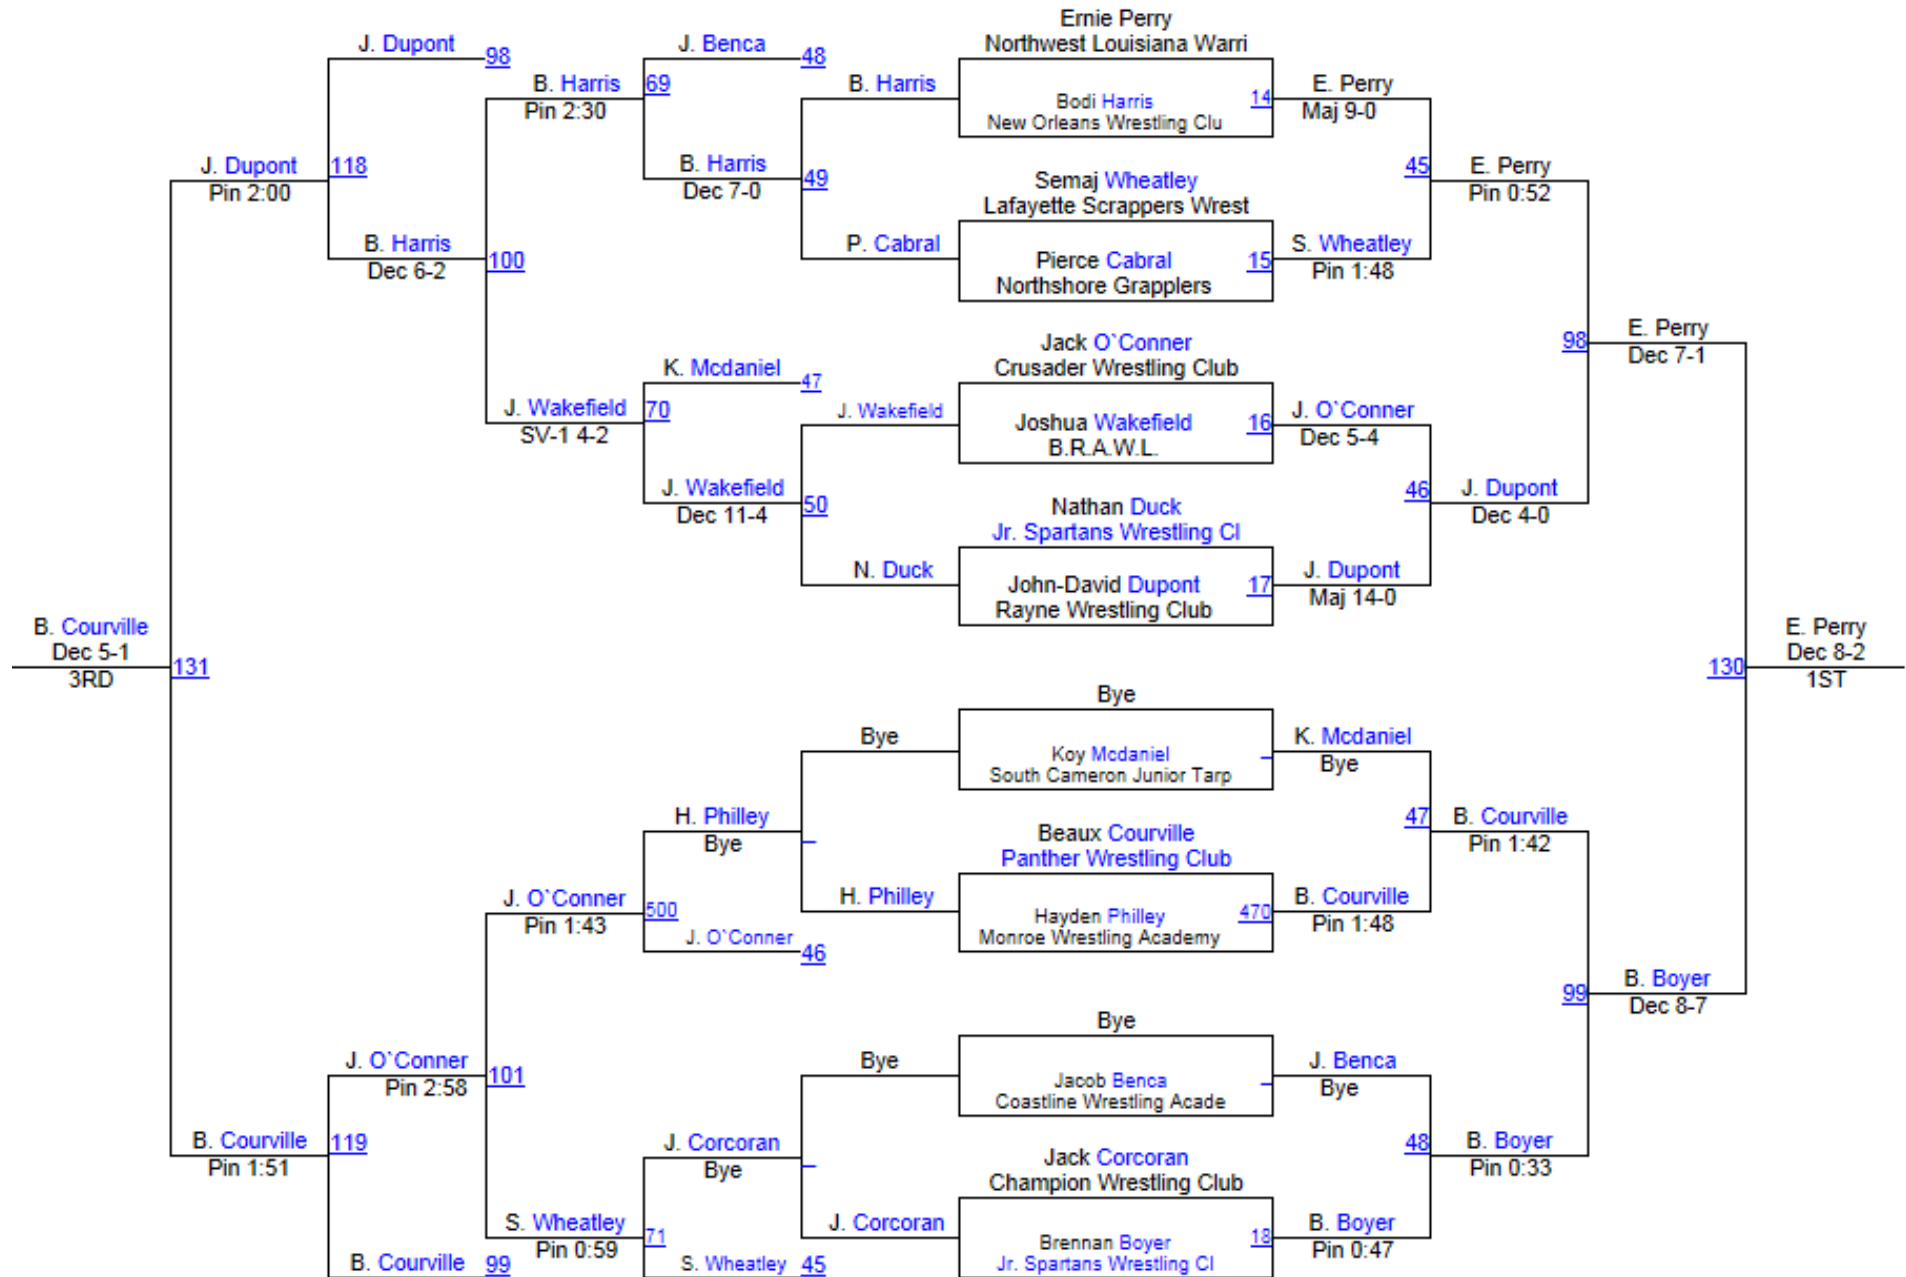 Ernie Perry
J. Dupont
J. Benca
Northwest Louisiana Warri
98
48
B. Harris
69
B. Harris
E. Perry
Pin 2:30
Bodi Harris
14
Maj 9-0
New Orleans Wrestling Clu
J. Dupont
118
B. Harris
49
Semaj Wheatley
45
E. Perry
Pin 2:00
Dec 7-0
Lafayette Scrappers Wrest
Pin 0:52
B. Harris
P. Cabral
S. Wheatley
Dec 6-2
100
Pierce Cabral
15
Pin 1:48
Northshore Grapplers
Jack O`Conner
98
E. Perry
K. Mcdaniel
47
Crusader Wrestling Club
Dec 7-1
J. Wakefield
70
J. Wakefield
Joshua Wakefield
16
J. O`Conner
SV-1 4-2
B.R.A.W.L.
Dec 5-4
J. Wakefield
50
Nathan Duck
46
J. Dupont
Dec 11-4
Jr. Spartans Wrestling Cl
Dec 4-0
N. Duck
John-David Dupont
17
J. Dupont
Rayne Wrestling Club
Maj 14-0
B. Courville
E. Perry
Dec 5-1
131
130
Dec 8-2
3RD
1ST
Bye
Bye
Koy Mcdaniel
K. Mcdaniel
South Cameron Junior Tarp
Bye
H. Philley
Beaux Courville
47
B. Courville
Bye
Panther Wrestling Club
Pin 1:42
J. O`Conner
500
H. Philley
Hayden Philley
470
B. Courville
Pin 1:43
J. O`Conner
46
Monroe Wrestling Academy
Pin 1:48
99
B. Boyer
Dec 8-7
Bye
J. O`Conner
101
Bye
Jacob Benca
J. Benca
Pin 2:58
Coastline Wrestling Acade
Bye
B. Courville
119
J. Corcoran
Jack Corcoran
48
B. Boyer
Pin 1:51
Bye
Champion Wrestling Club
Pin 0:33
S. Wheatley
71
J. Corcoran
Brennan Boyer
18
B. Boyer
Pin 0:59
Jr. Spartans Wrestling Cl
Pin 0:47
B. Courville
99
S. Wheatley
45